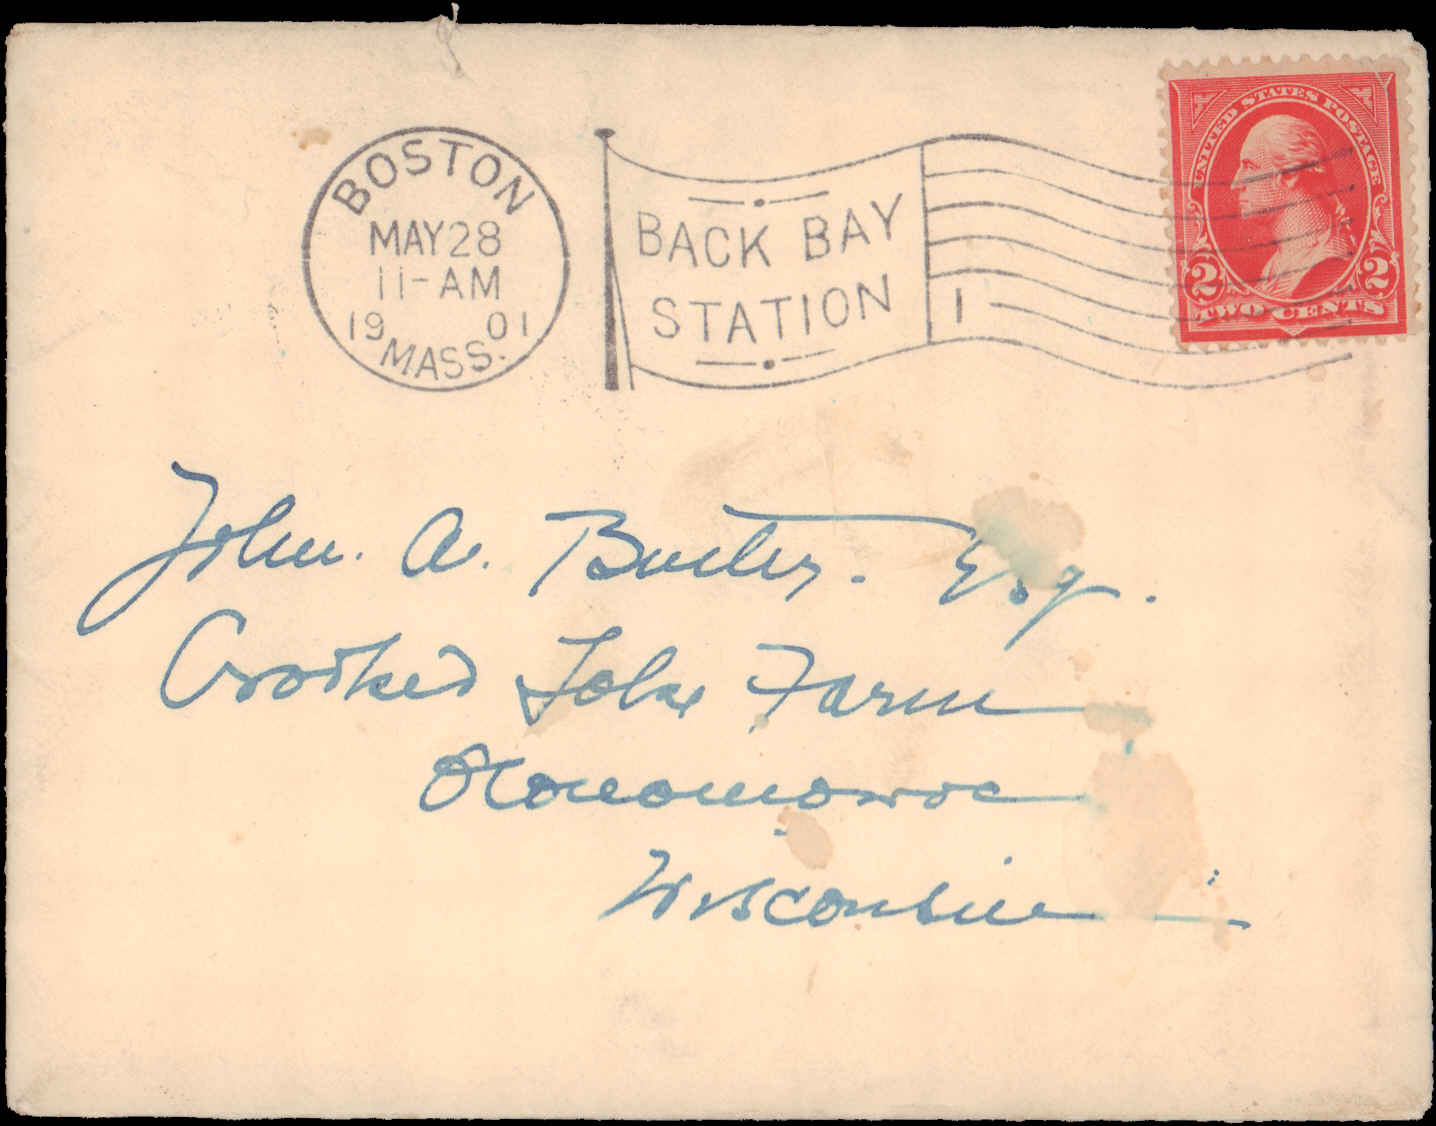 BOSTON
MAY 28
11-AM
19 01
MASS.
BACK BAY
STATION
1
UNITED STATES POSTAGE
2 2
TWO CENTS
John. A. Butler. Esq.
Crooked Lake Farm
Oconomowoc
Wisconsin